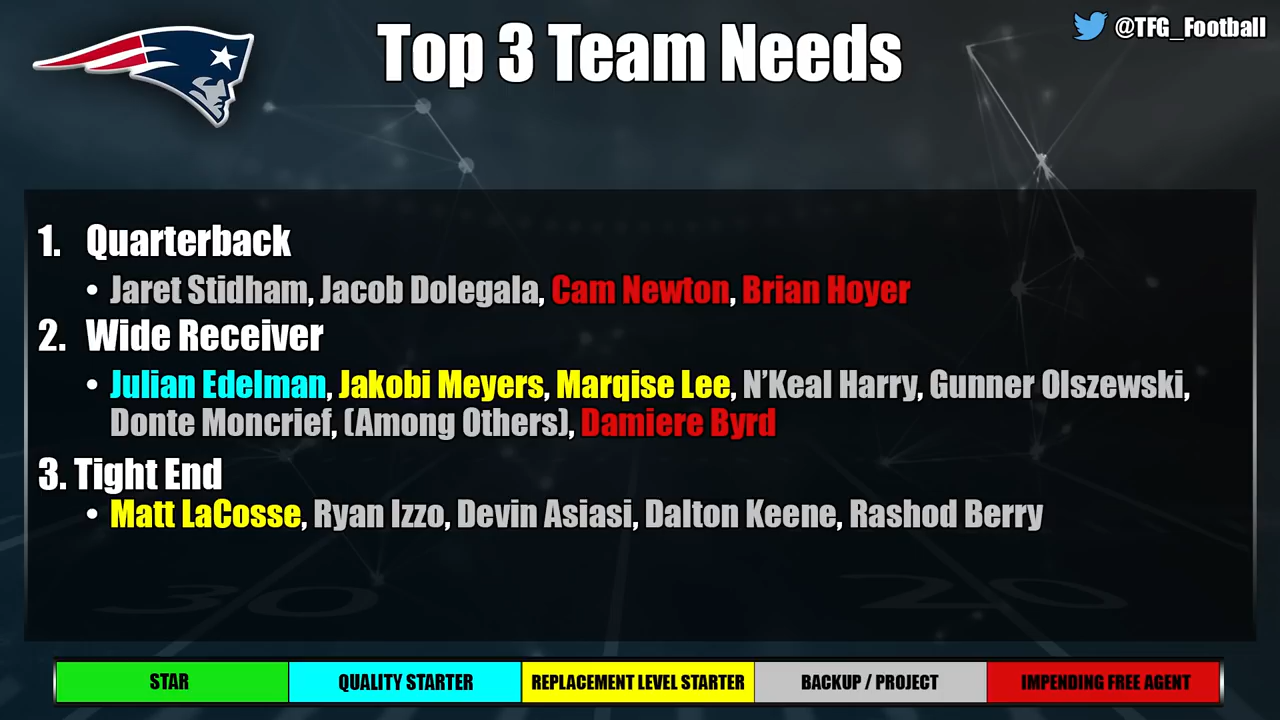 Top 3 Team Needs
@TFG_Football
1. Quarterback
• Jaret Stidham, Jacob Dolegala, Cam Newton, Brian Hoyer
2. Wide Receiver
• Julian Edelman, Jakobi Meyers, Marqise Lee, N'Keal Harry, Gunner Olszewski,
Donte Moncrief, (Among Others), Damiere Byrd
3. Tight End
• Matt LaCosse, Ryan Izzo, Devin Asiasi, Dalton Keene, Rashod Berry
30 20
STAR QUALITY STARTER REPLACEMENT LEVEL STARTER BACKUP / PROJECT IMPENDING FREE AGENT